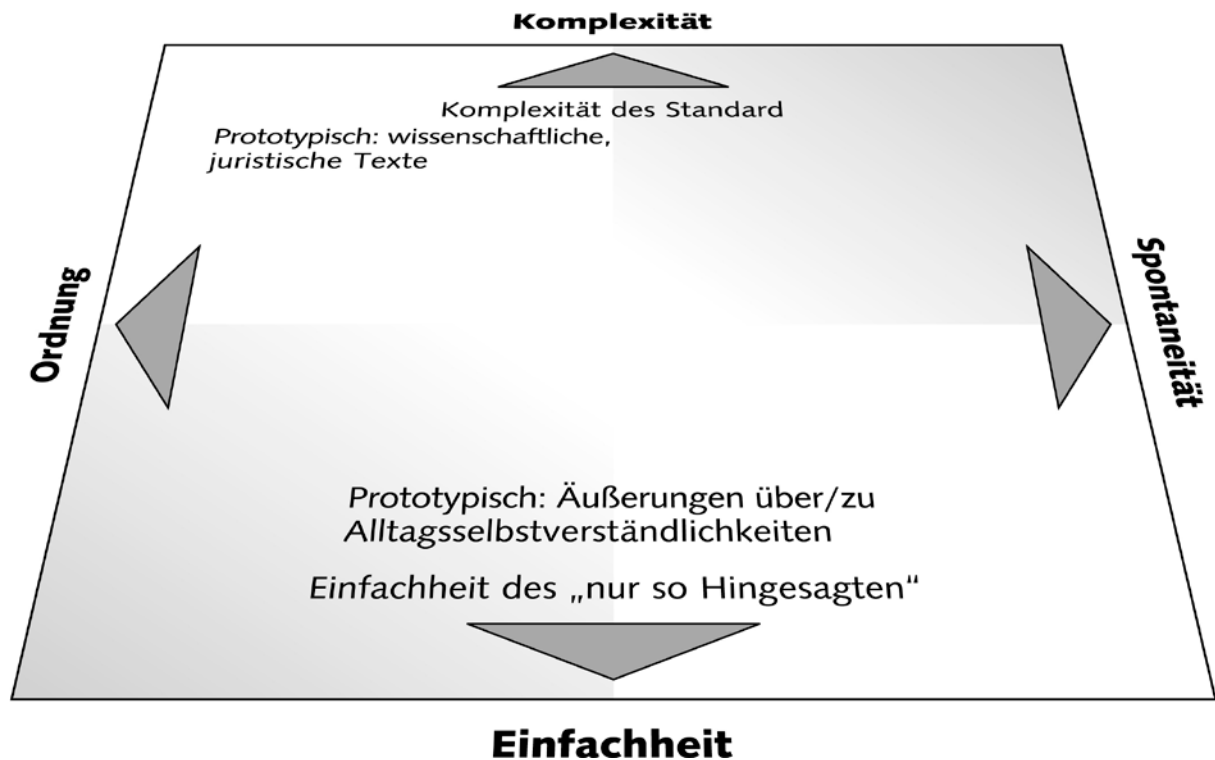 Komplexität
Komplexität des Standard
Prototypisch: wissenschaftliche,
juristische Texte
Ordnung
Spontaneität
Prototypisch: Äußerungen über/zu
Alltagsselbstverständlichkeiten
Einfachheit des „nur so Hingesagten“
Einfachheit